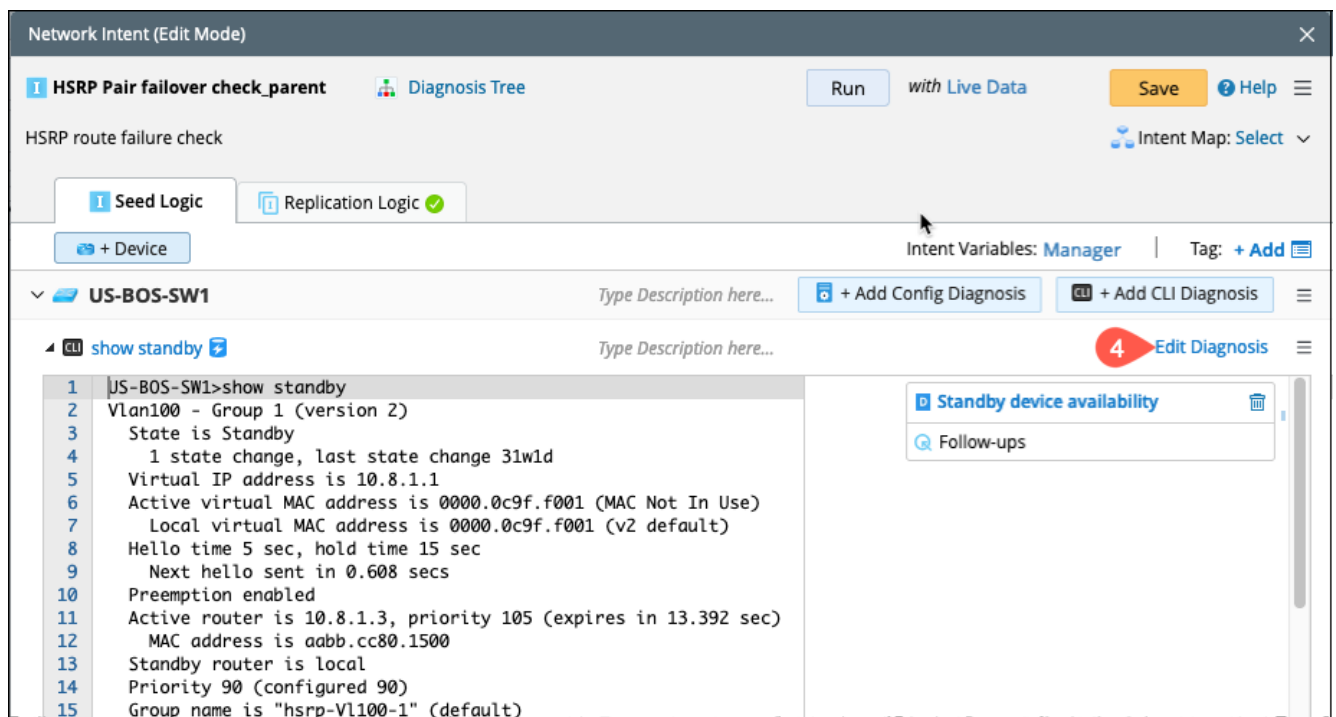 Network Intent (Edit Mode)
HSRP Pair failover check_parent Diagnosis Tree Run with Live Data Save Help
HSRP route failure check Intent Map: Select
Seed Logic Replication Logic
+ Device Intent Variables: Manager | Tag: + Add
US-BOS-SW1 Type Description here... + Add Config Diagnosis CLI + Add CLI Diagnosis
CLI show standby Type Description here... 4 Edit Diagnosis
1 US-BOS-SW1>show standby
2 Vlan100 - Group 1 (version 2)
3 State is Standby
4 1 state change, last state change 31w1d
5 Virtual IP address is 10.8.1.1
6 Active virtual MAC address is 0000.0c9f.f001 (MAC Not In Use)
7 Local virtual MAC address is 0000.0c9f.f001 (v2 default)
8 Hello time 5 sec, hold time 15 sec
9 Next hello sent in 0.608 secs
10 Preemption enabled
11 Active router is 10.8.1.3, priority 105 (expires in 13.392 sec)
12 MAC address is aabb.cc80.1500
13 Standby router is local
14 Priority 90 (configured 90)
15 Group name is "hsrp-Vl100-1" (default)
D Standby device availability
Follow-ups